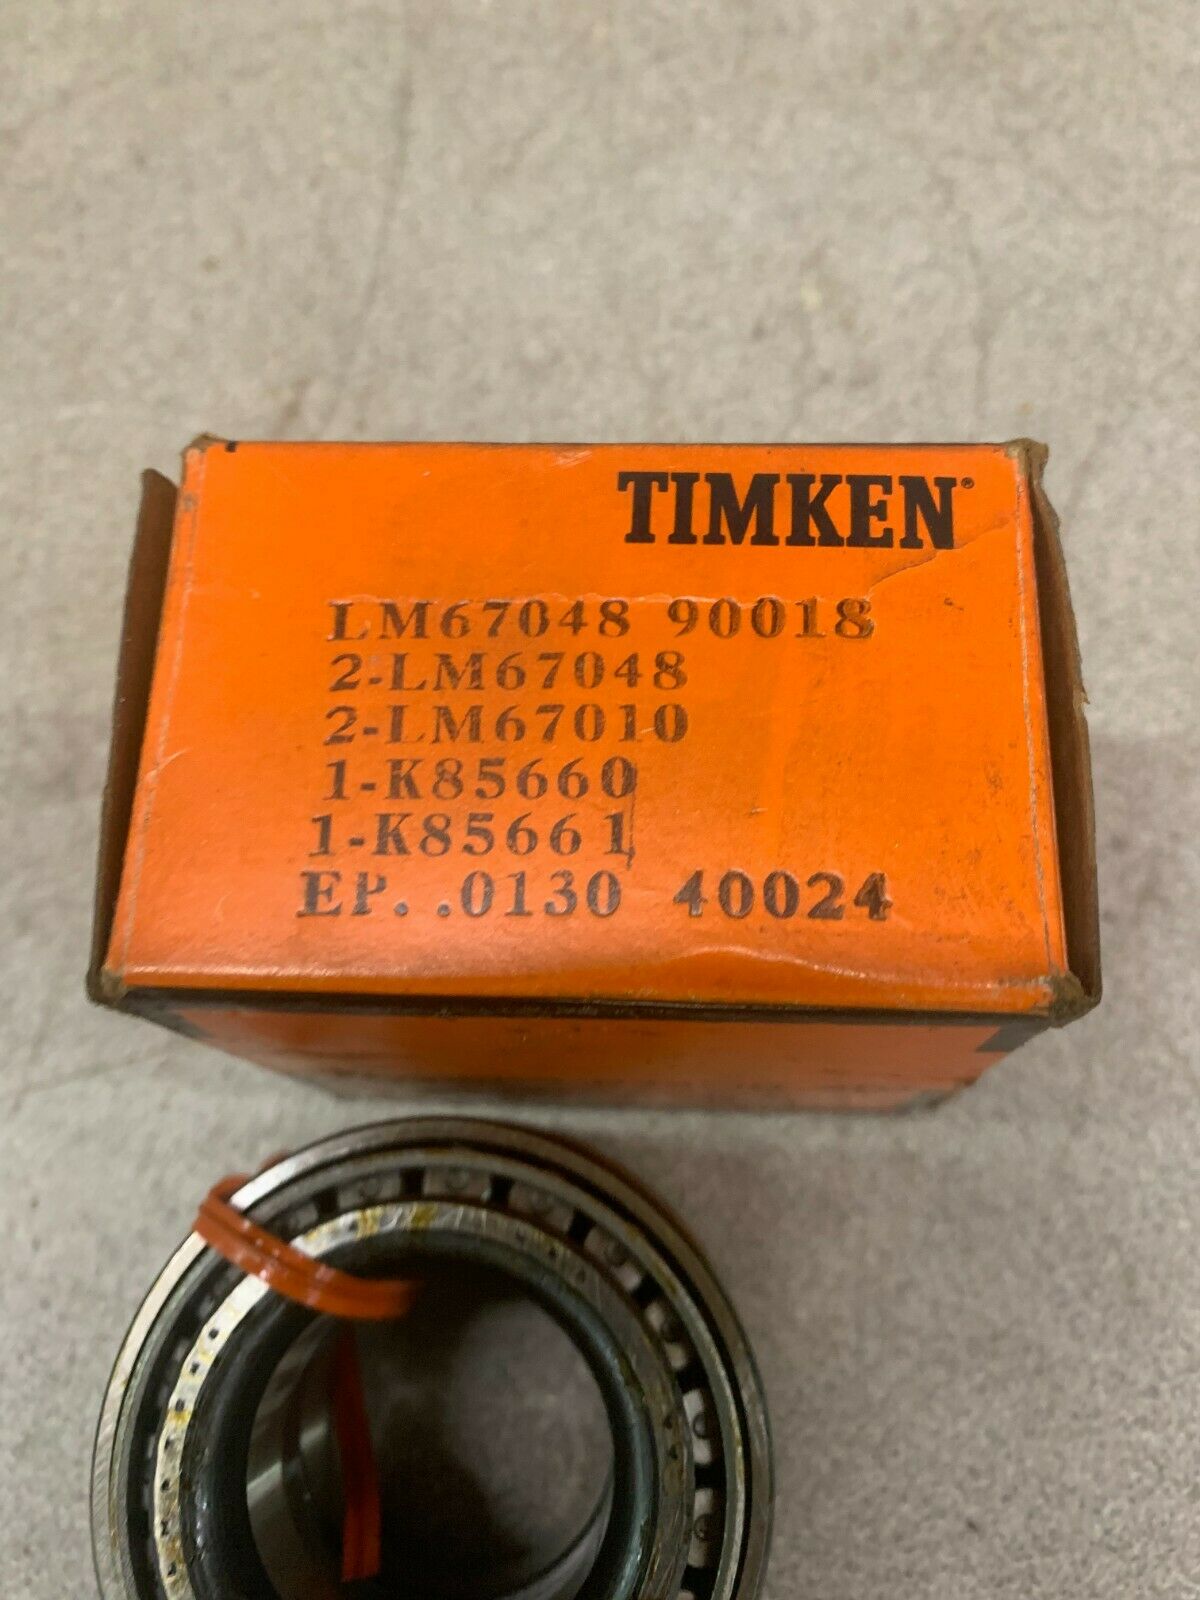 TIMKEN®
LM67048 90018
2-LM67048
2-LM67010
1-K85660
1-K85661
EP. .0130 40024